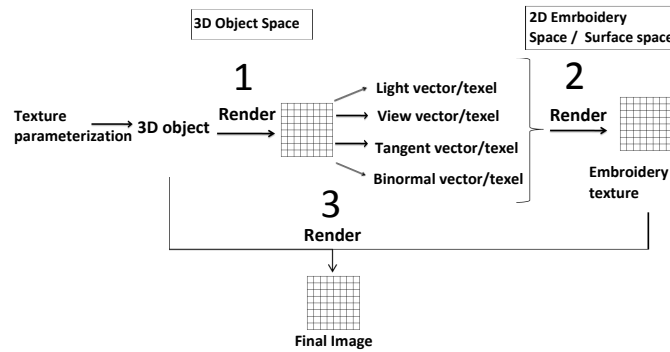 3D Object Space
2D Emrboidery
Space /  Surface space
1
2
Render
Light vector/texel
View vector/texel
Tangent vector/texel
Binormal vector/texel
Texture
parameterization
3D object
Render
Embroidery
texture
3
Render
Final Image